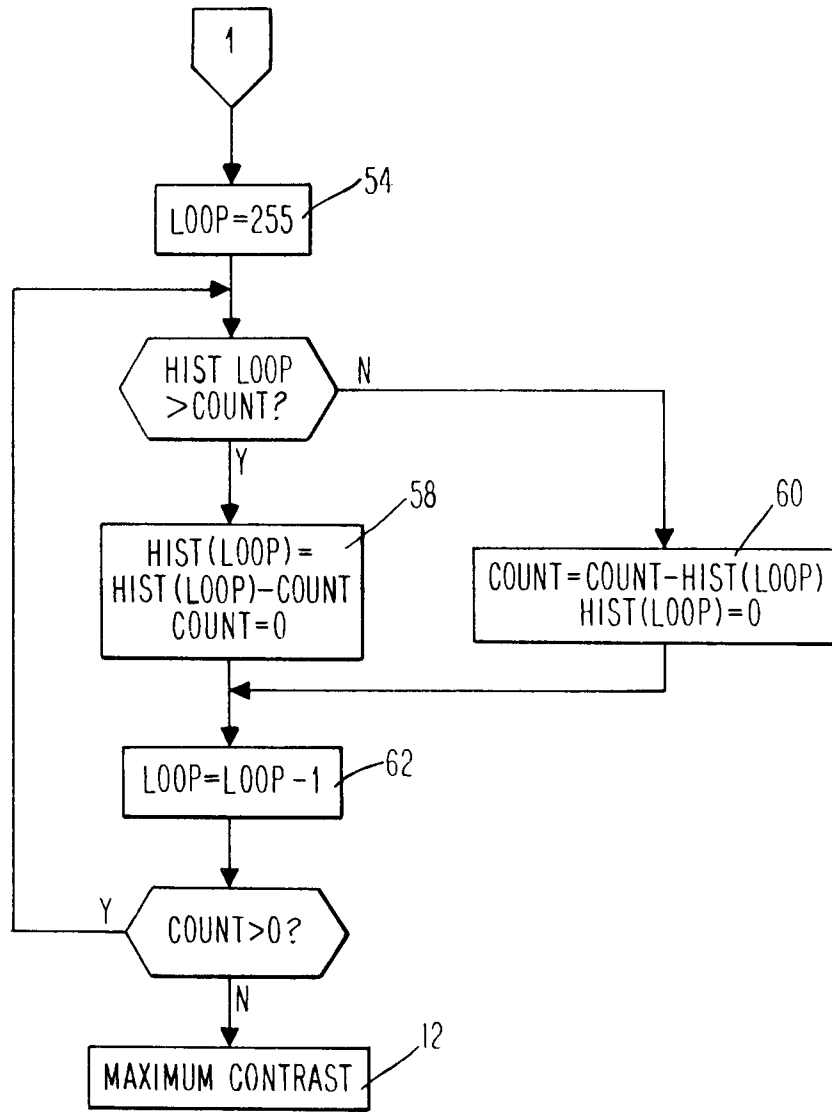 1
54
LOOP=255
HIST LOOP
>COUNT?
N
Y
58
HIST(LOOP)=
HIST(LOOP)-COUNT
COUNT=0
60
COUNT=COUNT-HIST(LOOP)
HIST(LOOP)=0
LOOP=LOOP-1
62
Y
COUNT>0?
N
12
MAXIMUM CONTRAST